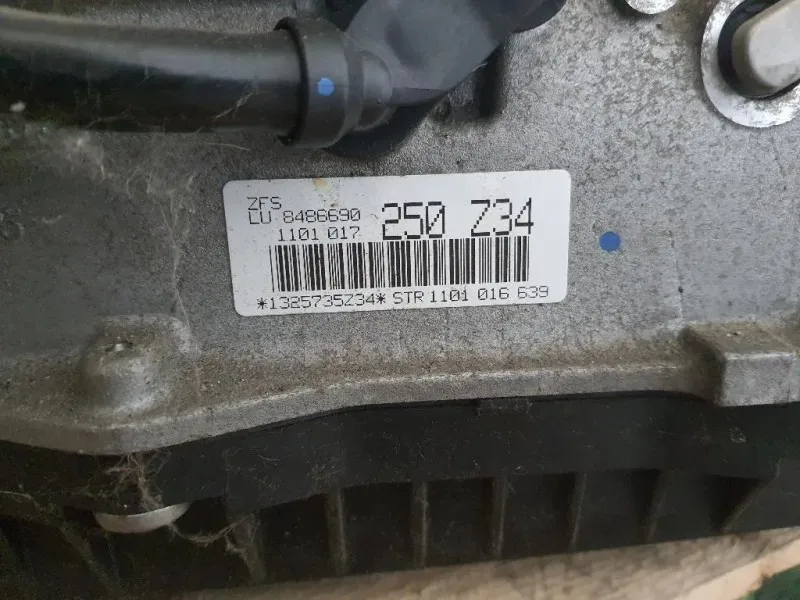 ZFS
LU 8486690 250 Z34
1101 017
*1325735Z34* STR 1101 016 639